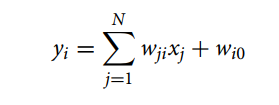 y_i = \sum_{j=1}^{N} w_{ji} x_j + w_{i0}